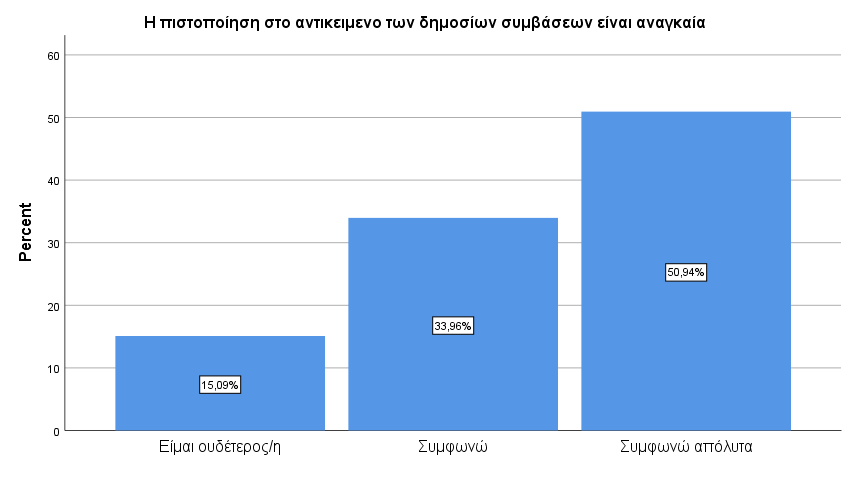 Η πιστοποίηση στο αντικειμενο των δημοσίων συμβάσεων είναι αναγκαία
60
50
40
30
20
10
0
Percent
15,09%
33,96%
50,94%
Είμαι ουδέτερος/η
Συμφωνώ
Συμφωνώ απόλυτα